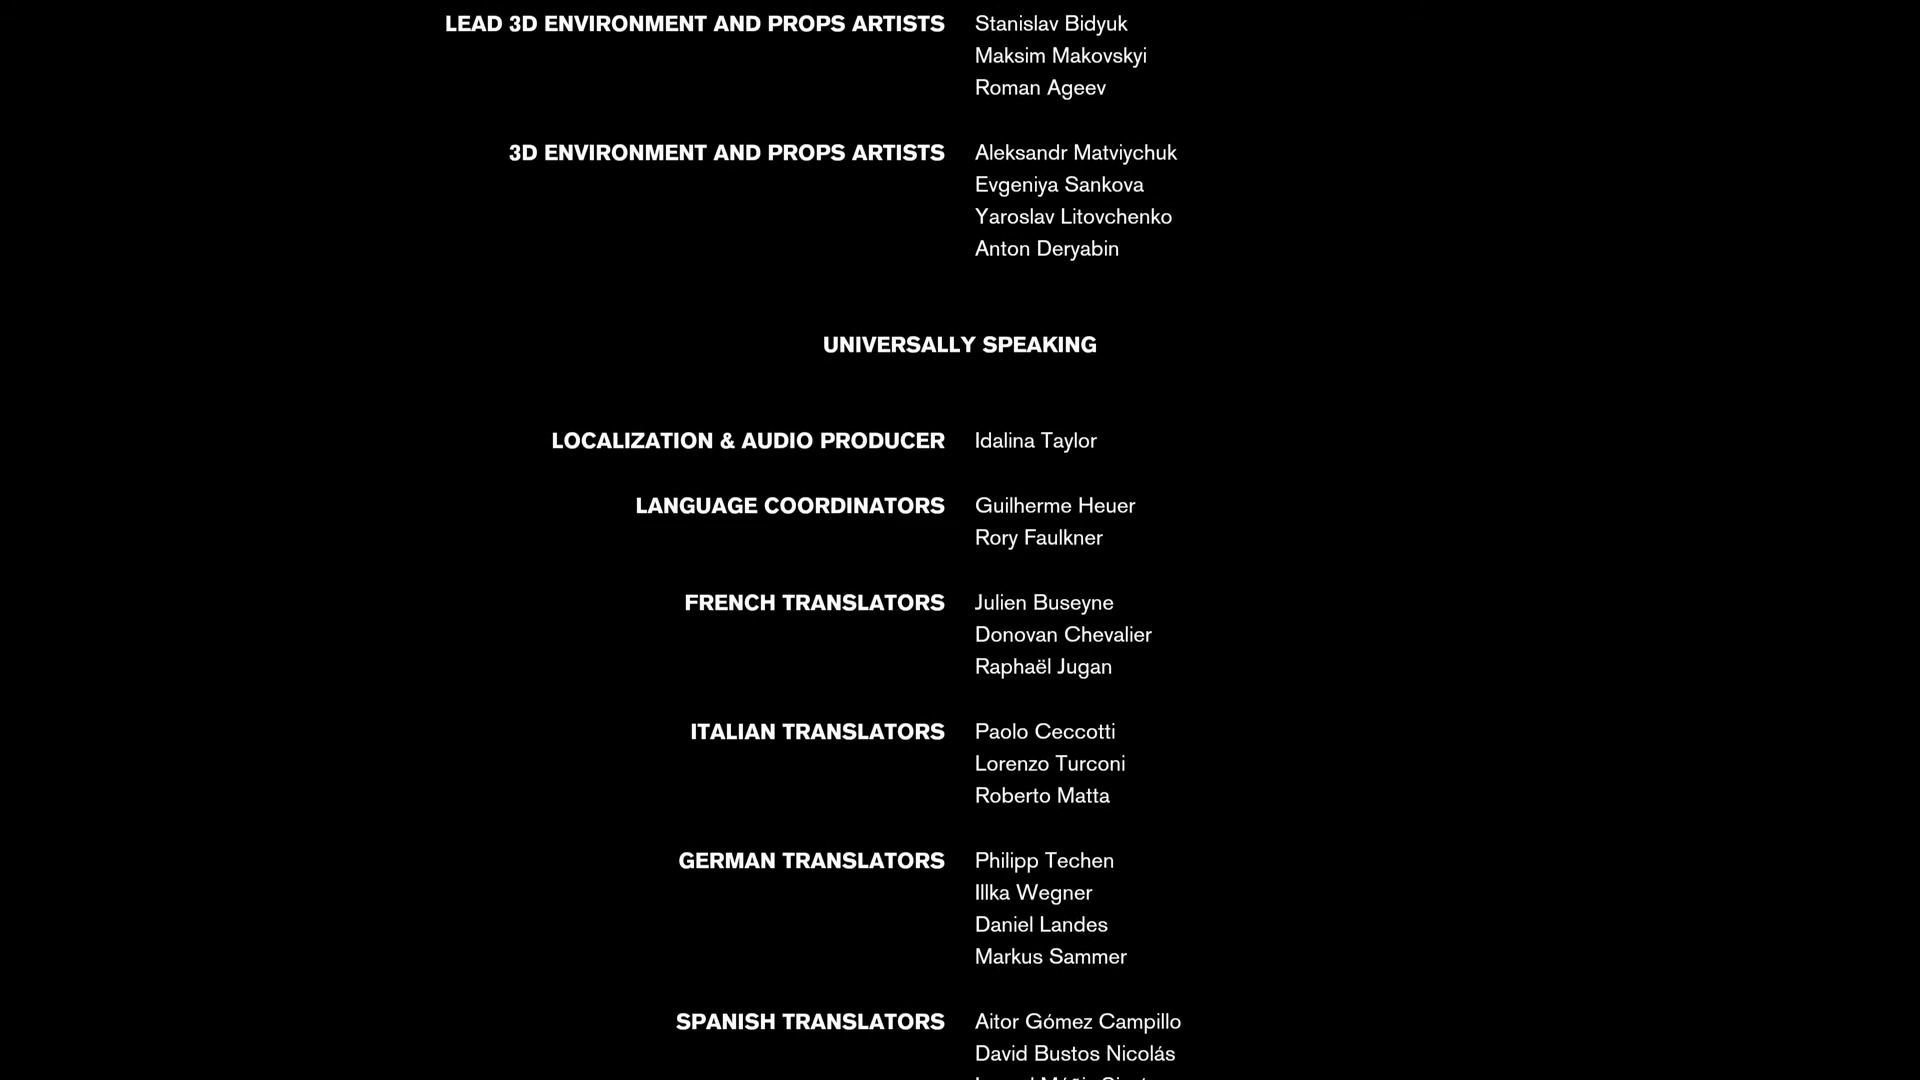 LEAD 3D ENVIRONMENT AND PROPS ARTISTS Stanislav Bidyuk
Maksim Makovskyi
Roman Ageev
3D ENVIRONMENT AND PROPS ARTISTS Aleksandr Matviychuk
Evgeniya Sankova
Yaroslav Litovchenko
Anton Deryabin
UNIVERSALLY SPEAKING
LOCALIZATION & AUDIO PRODUCER Idalina Taylor
LANGUAGE COORDINATORS Guilherme Heuer
Rory Faulkner
FRENCH TRANSLATORS Julien Buseyne
Donovan Chevalier
Raphaël Jugan
ITALIAN TRANSLATORS Paolo Ceccotti
Lorenzo Turconi
Roberto Matta
GERMAN TRANSLATORS Philipp Techen
Illka Wegner
Daniel Landes
Markus Sammer
SPANISH TRANSLATORS Aitor Gómez Campillo
David Bustos Nicolás